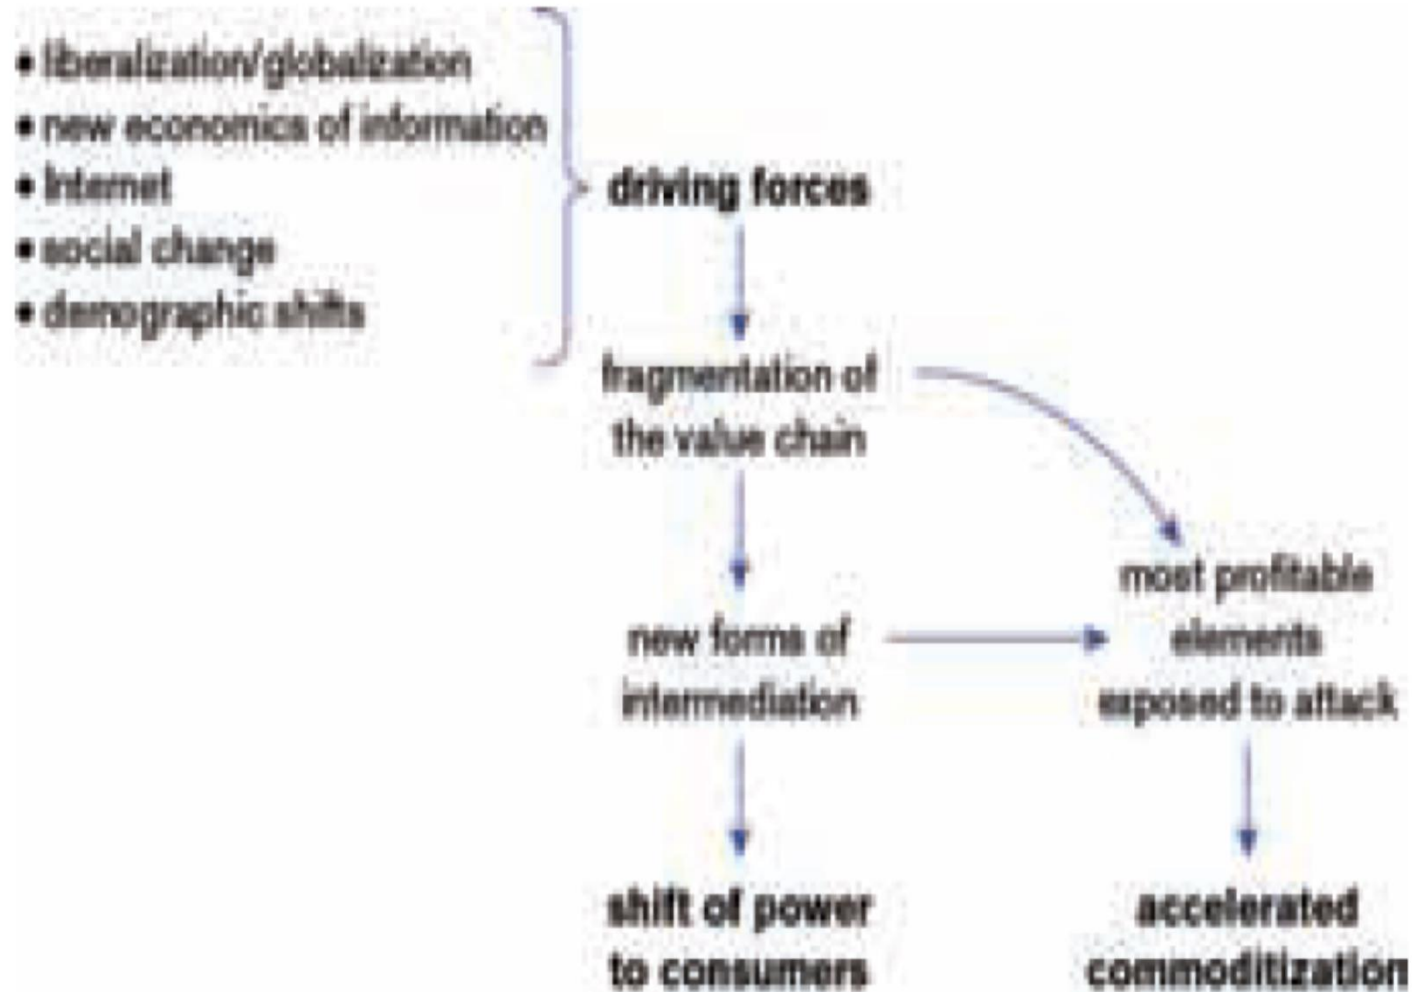 • liberalization/globalization
• new economics of information
• Internet
• social change
• demographic shifts
driving forces
fragmentation of
the value chain
new forms of
intermediation
most profitable
elements
exposed to attack
shift of power
to consumers
accelerated
commoditization